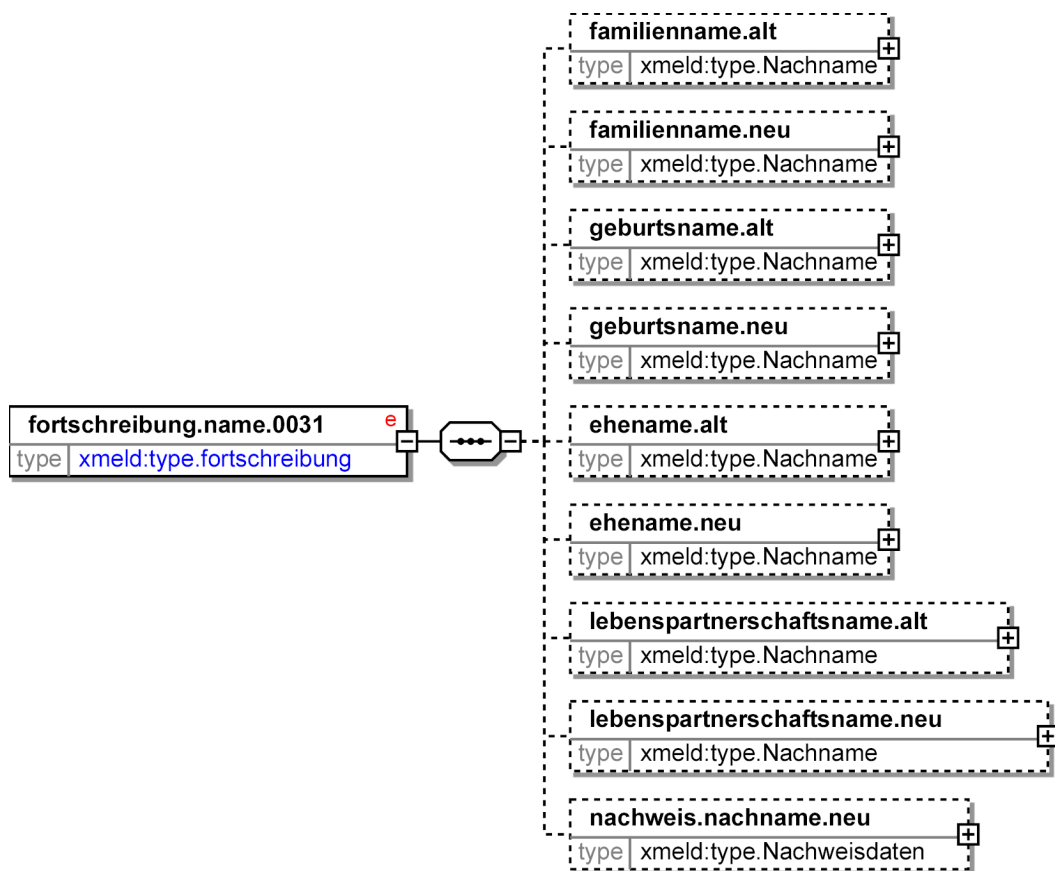 familienname.alt
type xmeld:type.Nachname
familienname.neu
type xmeld:type.Nachname
geburtsname.alt
type xmeld:type.Nachname
geburtsname.neu
type xmeld:type.Nachname
fortschreibung.name.0031 e
type xmeld:type.fortschreibung
ehename.alt
type xmeld:type.Nachname
ehename.neu
type xmeld:type.Nachname
lebenspartnerschaftsname.alt
type xmeld:type.Nachname
lebenspartnerschaftsname.neu
type xmeld:type.Nachname
nachweis.nachname.neu
type xmeld:type.Nachweisdaten